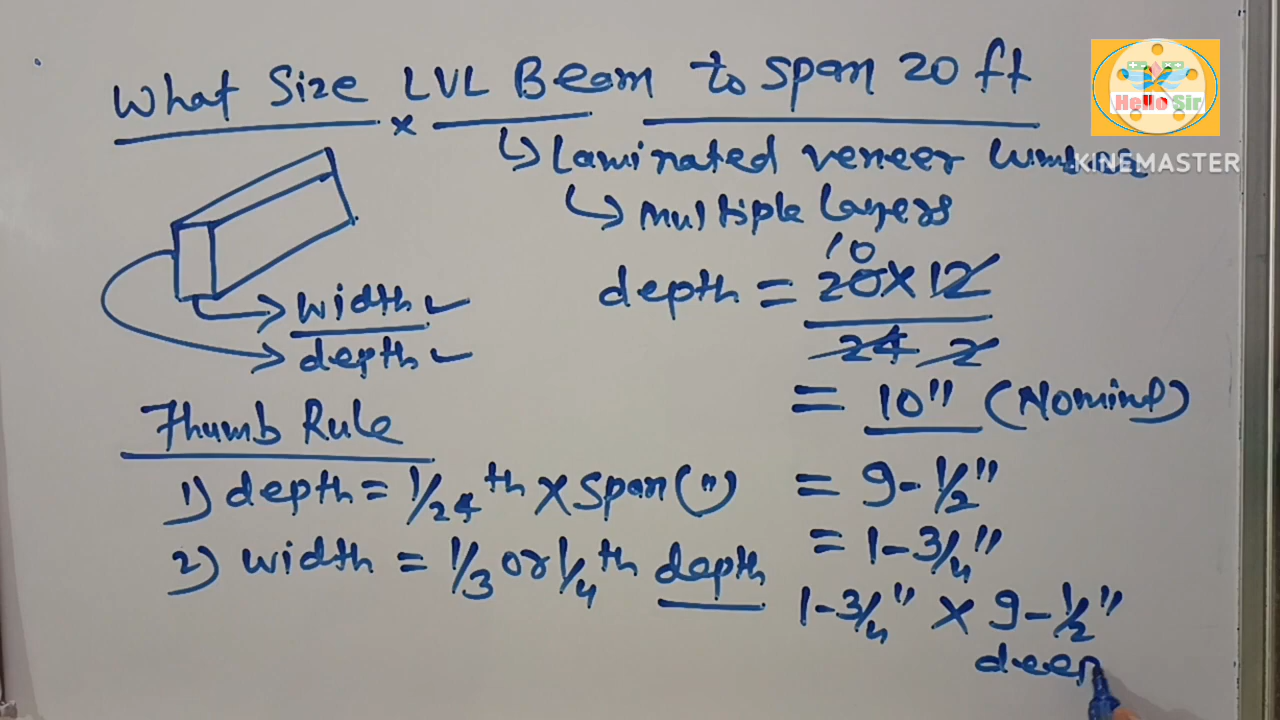 What Size LVL Beam to span 20 ft
Hello Sir
KINEMASTER
Laminated veneer
multiple layers
width ✓
depth ✓
10
depth = 20 x 12
24 2
= 10" (Nominl)
Thumb Rule
1) depth = 1/24th x span (")
= 9-1/2"
2) width = 1/3 or 1/4th depth
= 1-3/4"
1-3/4" x 9-1/2"
deep